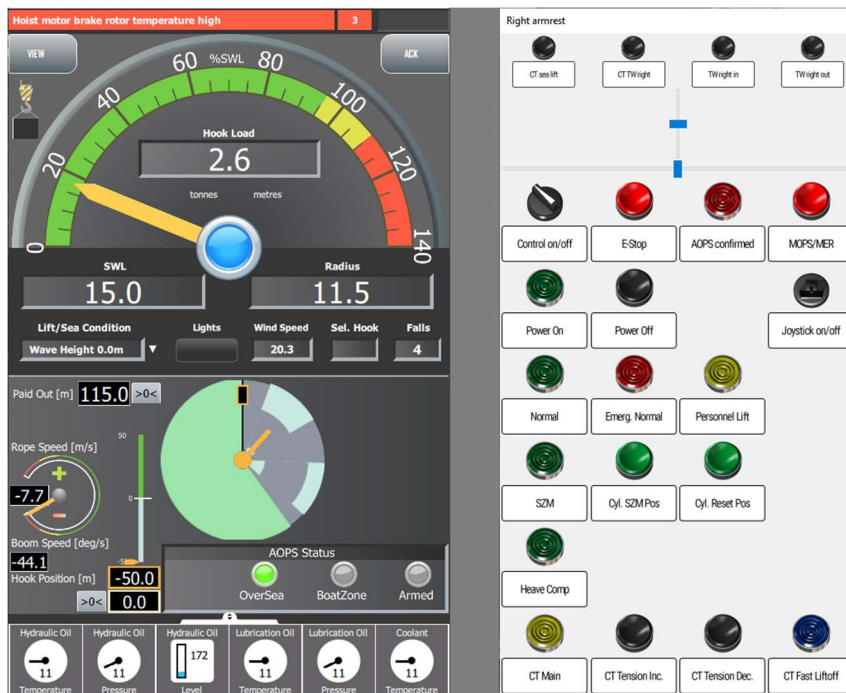 Hoist motor brake rotor temperature high 3
Right armrest
VIEW
ACK
%SWL
0 20 40 60 80 100 120 140
Hook Load
2.6
tonnes metres
SWL Radius
15.0 11.5
Lift/Sea Condition Lights Wind Speed Sel. Hook Falls
Wave Height 0.0m 20.3 4
Paid Out [m] 115.0 >0<
Rope Speed [m/s]
50
+
-7.7
0
-
Boom Speed [deg/s]
-44.1
Hook Position [m] -50.0
>0< 0.0
AOPS Status
OverSea BoatZone Armed
Hydraulic Oil Hydraulic Oil Hydraulic Oil Lubrication Oil Lubrication Oil Coolant
11 11 172 11 11 11
Temperature Pressure Level Temperature Pressure Temperature
CT sea lift CT TW right TW right in TW right out
Control on/off E-Stop AOPS confirmed MOPS/MER
Power On Power Off Joystick on/off
Normal Emerg. Normal Personnel Lift
SZM Cyl. SZM Pos Cyl. Reset Pos
Heave Comp
CT Main CT Tension Inc. CT Tension Dec. CT Fast Liftoff